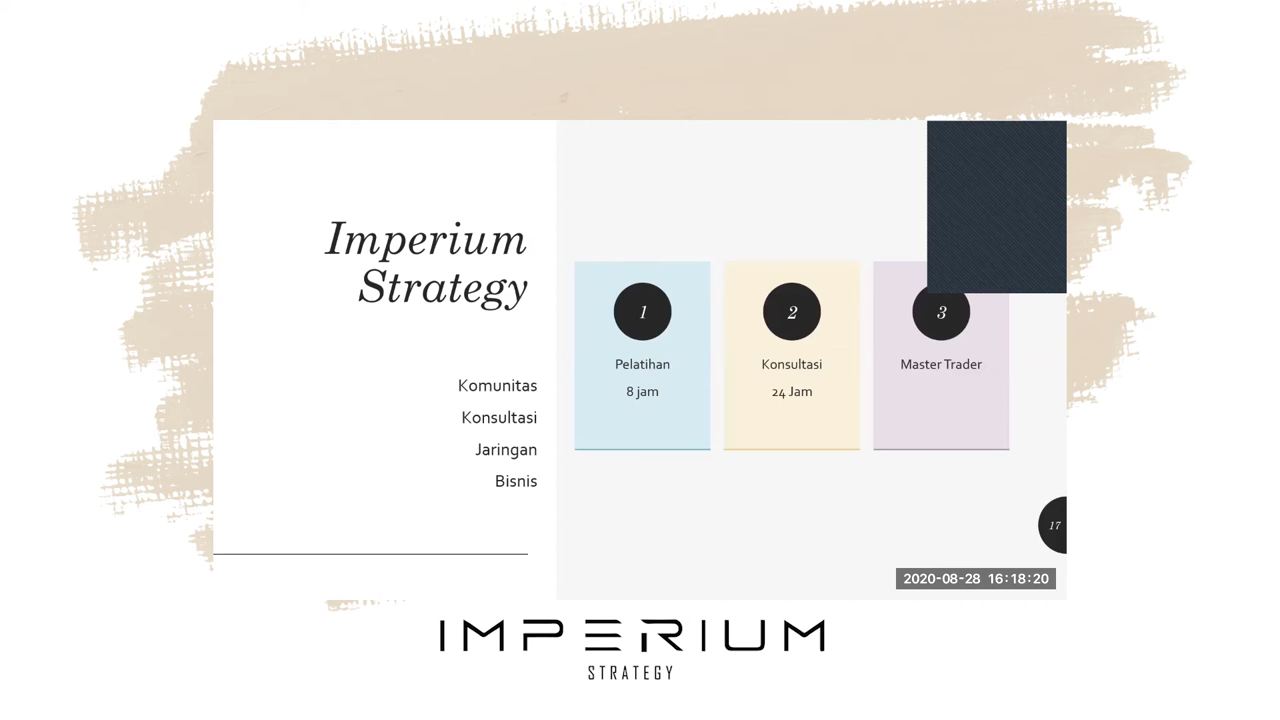 Imperium
Strategy
Komunitas
Konsultasi
Jaringan
Bisnis
1
Pelatihan
8 jam
2
Konsultasi
24 Jam
3
Master Trader
17
2020-08-28 16:18:20
IMPERIUM
STRATEGY